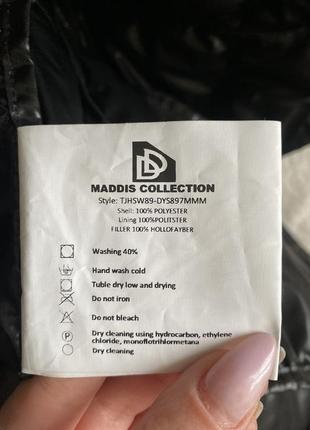 DD
MADDIS COLLECTION
Style: TJHSW89-DYS897MMM
Shell: 100% POLYESTER
Lining 100% POLITSTER
FILLER 100% HOLLOFAYBER
Washing 40%
Hand wash cold
Tuble dry low and drying
Do not iron
Do not bleach
P
Dry cleaning using hydrocarbon, ethylene
chloride, monoflotrihlormetana
Dry cleaning